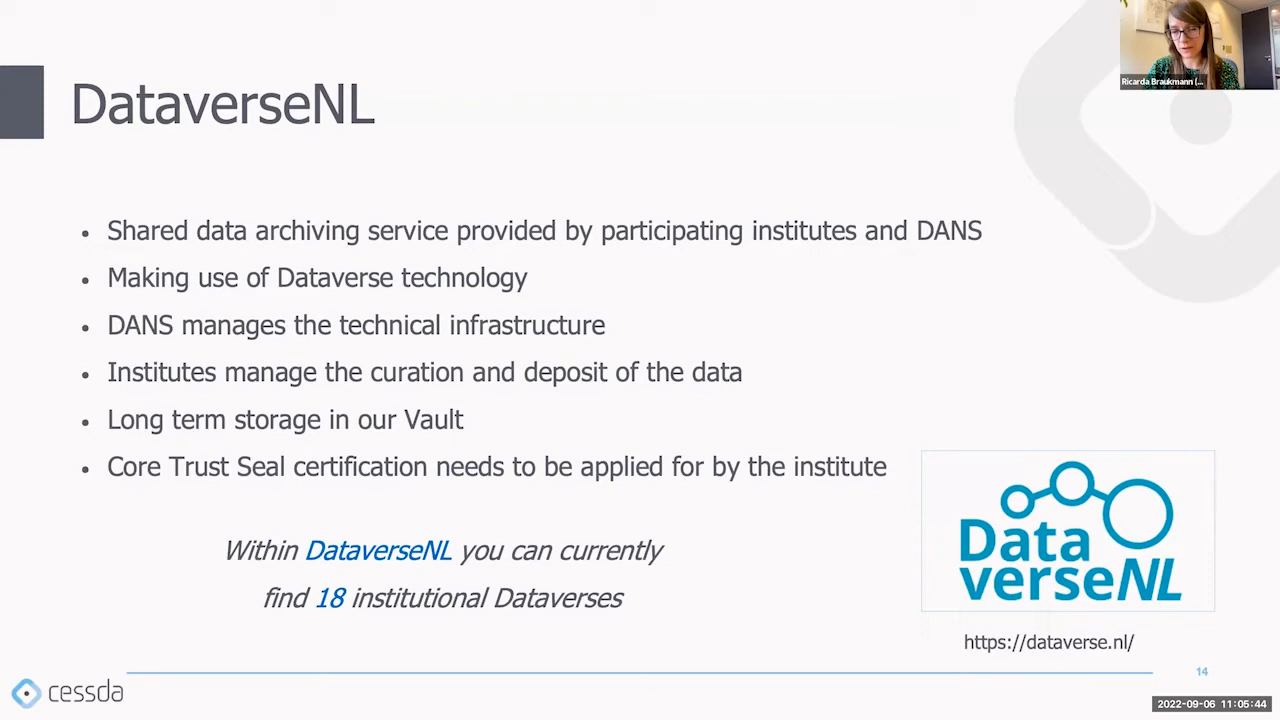 Ricarda Braukmann (...
DataverseNL
• Shared data archiving service provided by participating institutes and DANS
• Making use of Dataverse technology
• DANS manages the technical infrastructure
• Institutes manage the curation and deposit of the data
• Long term storage in our Vault
• Core Trust Seal certification needs to be applied for by the institute
Within DataverseNL you can currently
find 18 institutional Dataverses
Data
verseNL
https://dataverse.nl/
14
cessda
2022-09-06 11:05:44